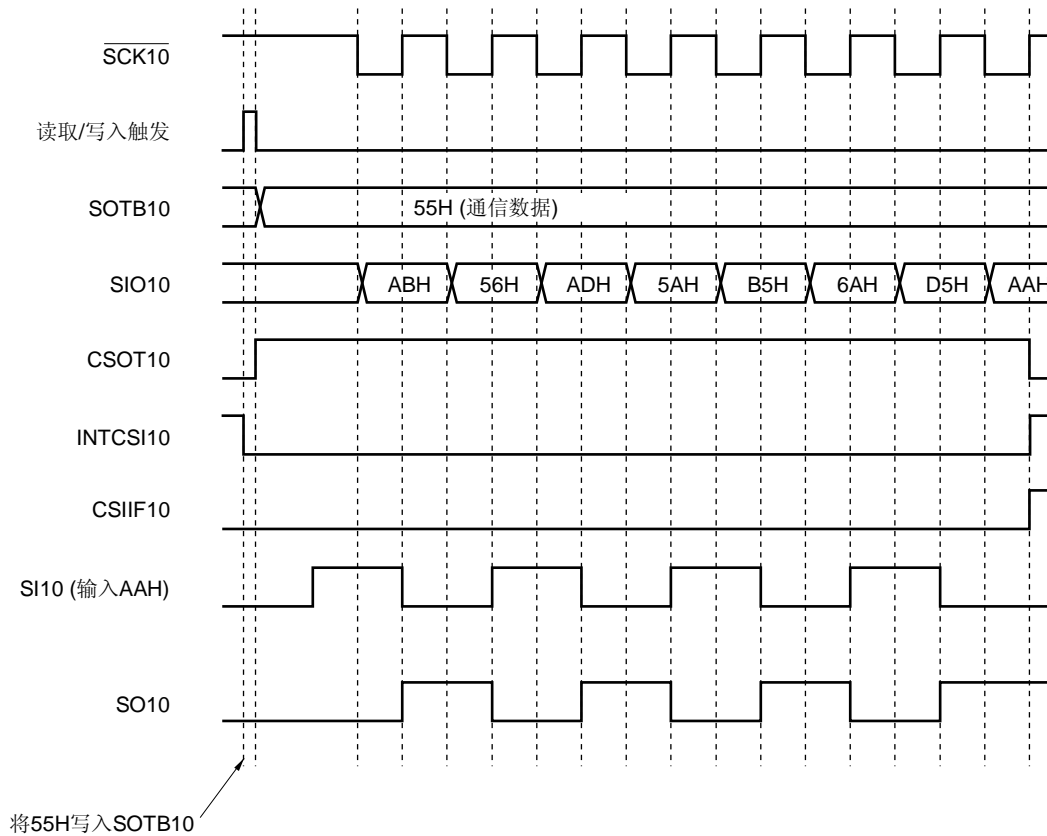 SCK10
读取/写入触发
SOTB10
55H (通信数据)
SIO10
ABH 56H ADH 5AH B5H 6AH D5H AAH
CSOT10
INTCSI10
CSIIF10
SI10 (输入AAH)
SO10
将55H写入SOTB10